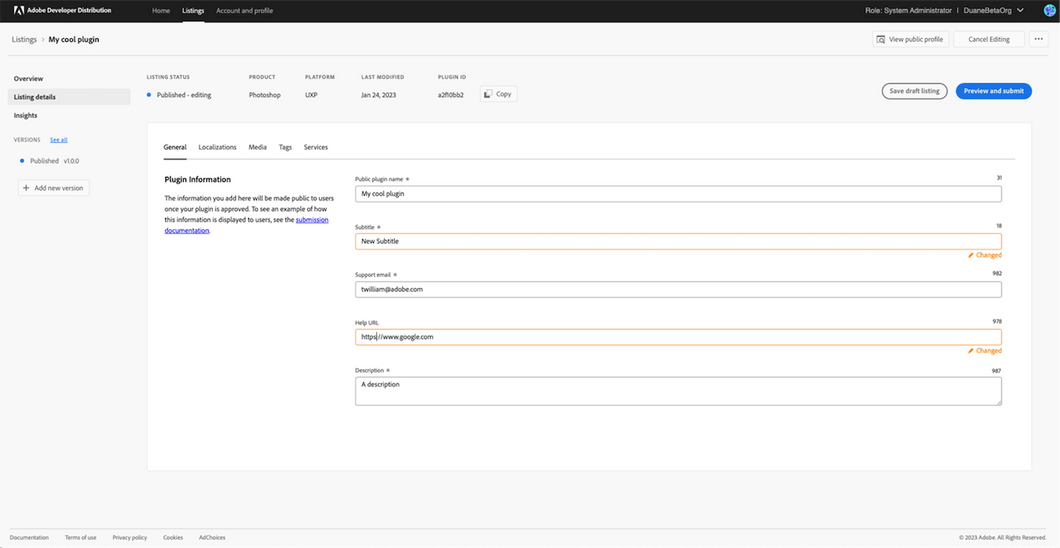 Adobe Developer Distribution Home Listings Account and profile Role: System Administrator | DuaneBetaOrg
Listings > My cool plugin View public profile Cancel Editing ...
Overview
Listing details
Insights
VERSIONS See all
Published v1.0.0
+ Add new version
LISTING STATUS PRODUCT PLATFORM LAST MODIFIED PLUGIN ID
Published - editing Photoshop UXP Jan 24, 2023 a2f10bb2 Copy
Save draft listing Preview and submit
General Localizations Media Tags Services
Plugin Information
The information you add here will be made public to users
once your plugin is approved. To see an example of how
this information is displayed to users, see the submission
documentation.
Public plugin name * 31
My cool plugin
Subtitle * 18
New Subtitle
Changed
Support email * 982
twilliam@adobe.com
Help URL 978
https//www.google.com
Changed
Description * 987
A description
Documentation Terms of use Privacy policy Cookies AdChoices © 2023 Adobe. All Rights Reserved.